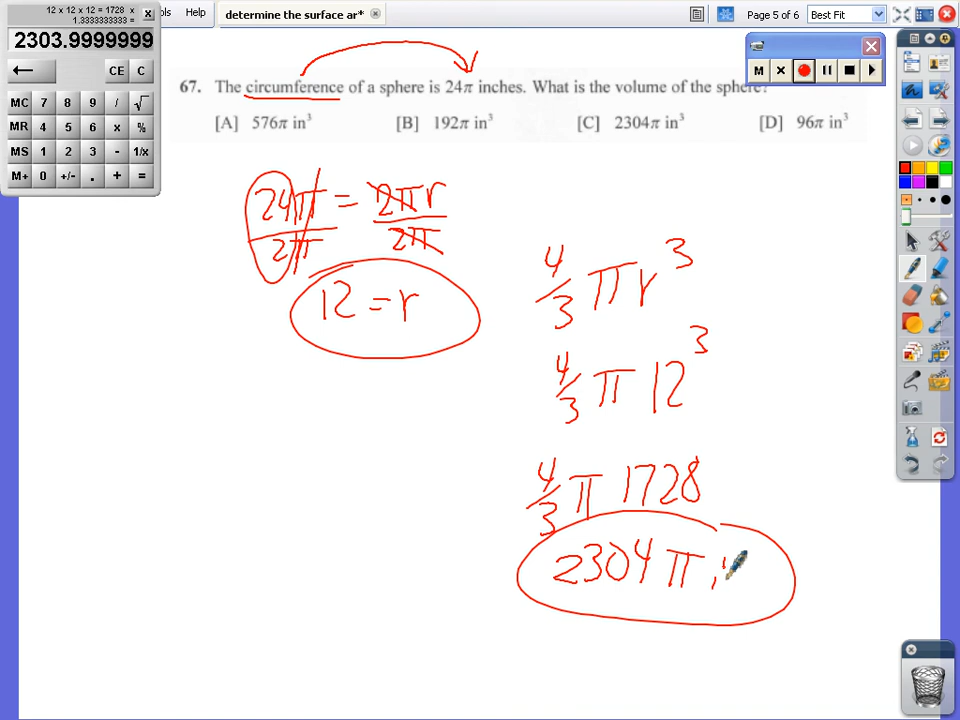 12 x 12 x 12 = 1728 x
1.3333333333 =
x
ols Help
determine the surface ar*
Page 5 of 6
Best Fit
2303.9999999
← CE C
MC 7 8 9 / √
MR 4 5 6 x %
MS 1 2 3 - 1/x
M+ 0 +/- . + =
M
67. The circumference of a sphere is 24π inches. What is the volume of the sphere?
[A] 576π in³ [B] 192π in³ [C] 2304π in³ [D] 96π in³
24π = 2πr
2π 2π
12 = r
4/3 π r³
4/3 π 12³
4/3 π 1728
2304 π